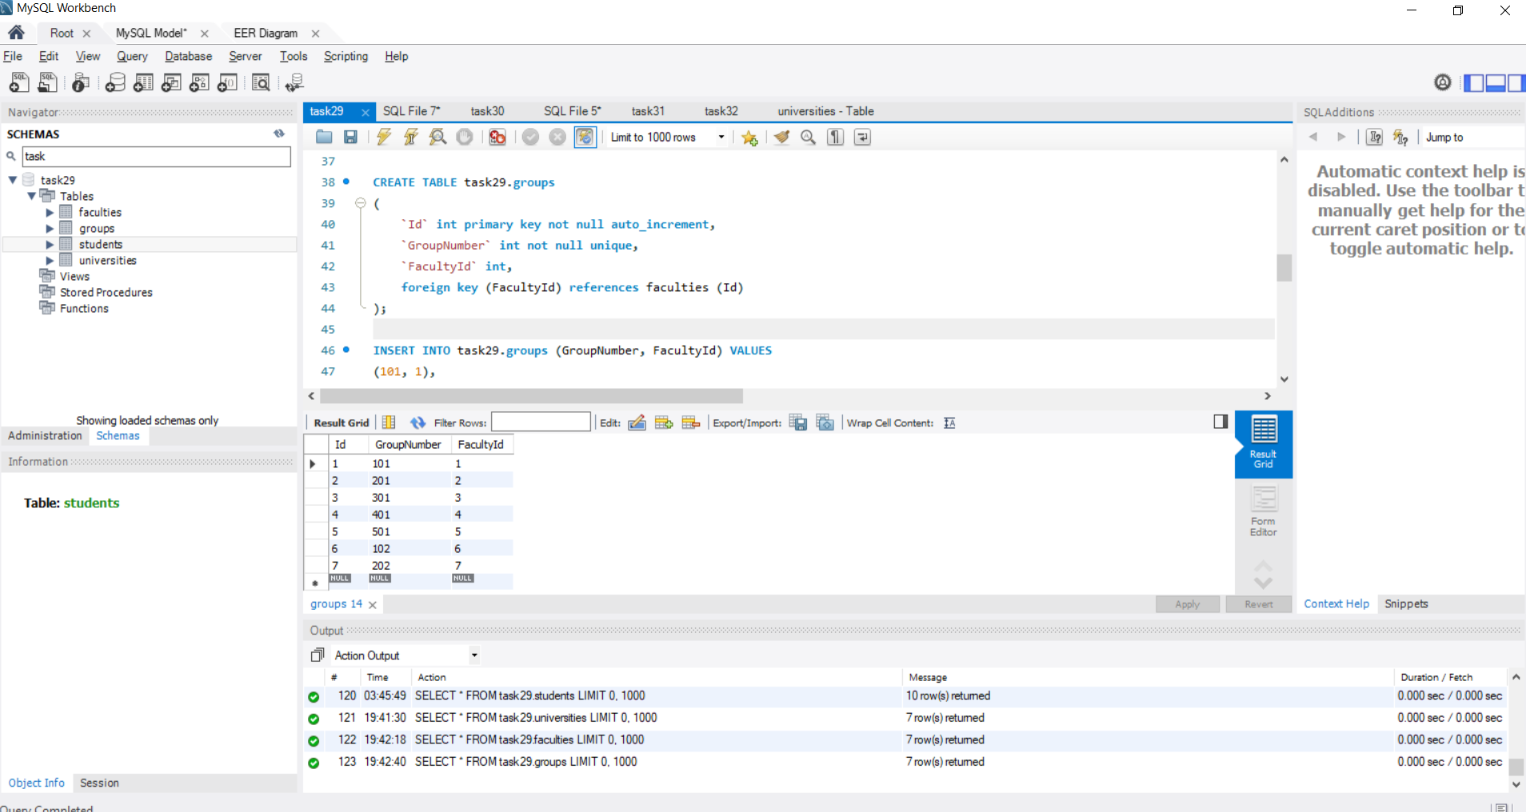 MySQL Workbench
Root MySQL Model* EER Diagram
File Edit View Query Database Server Tools Scripting Help
Navigator
SCHEMAS
task
task29
Tables
faculties
groups
students
universities
Views
Stored Procedures
Functions
Showing loaded schemas only
Administration Schemas
Information
Table: students
Object Info Session
Query Completed
task29 SQL File 7* task30 SQL File 5* task31 task32 universities - Table
Limit to 1000 rows
37
38 CREATE TABLE task29.groups
39 (
40 `Id` int primary key not null auto_increment,
41 `GroupNumber` int not null unique,
42 `FacultyId` int,
43 foreign key (FacultyId) references faculties (Id)
44 );
45
46 INSERT INTO task29.groups (GroupNumber, FacultyId) VALUES
47 (101, 1),
Result Grid Filter Rows: Edit: Export/Import: Wrap Cell Content:
Id GroupNumber FacultyId
1 101 1
2 201 2
3 301 3
4 401 4
5 501 5
6 102 6
7 202 7
NULL NULL NULL
Result
Grid
Form
Editor
groups 14 Apply Revert
Output
Action Output
# Time Action Message Duration / Fetch
120 03:45:49 SELECT * FROM task29.students LIMIT 0, 1000 10 row(s) returned 0.000 sec / 0.000 sec
121 19:41:30 SELECT * FROM task29.universities LIMIT 0, 1000 7 row(s) returned 0.000 sec / 0.000 sec
122 19:42:18 SELECT * FROM task29.faculties LIMIT 0, 1000 7 row(s) returned 0.000 sec / 0.000 sec
123 19:42:40 SELECT * FROM task29.groups LIMIT 0, 1000 7 row(s) returned 0.000 sec / 0.000 sec
SQLAdditions
Jump to
Automatic context help is
disabled. Use the toolbar t
manually get help for the
current caret position or to
toggle automatic help.
Context Help Snippets